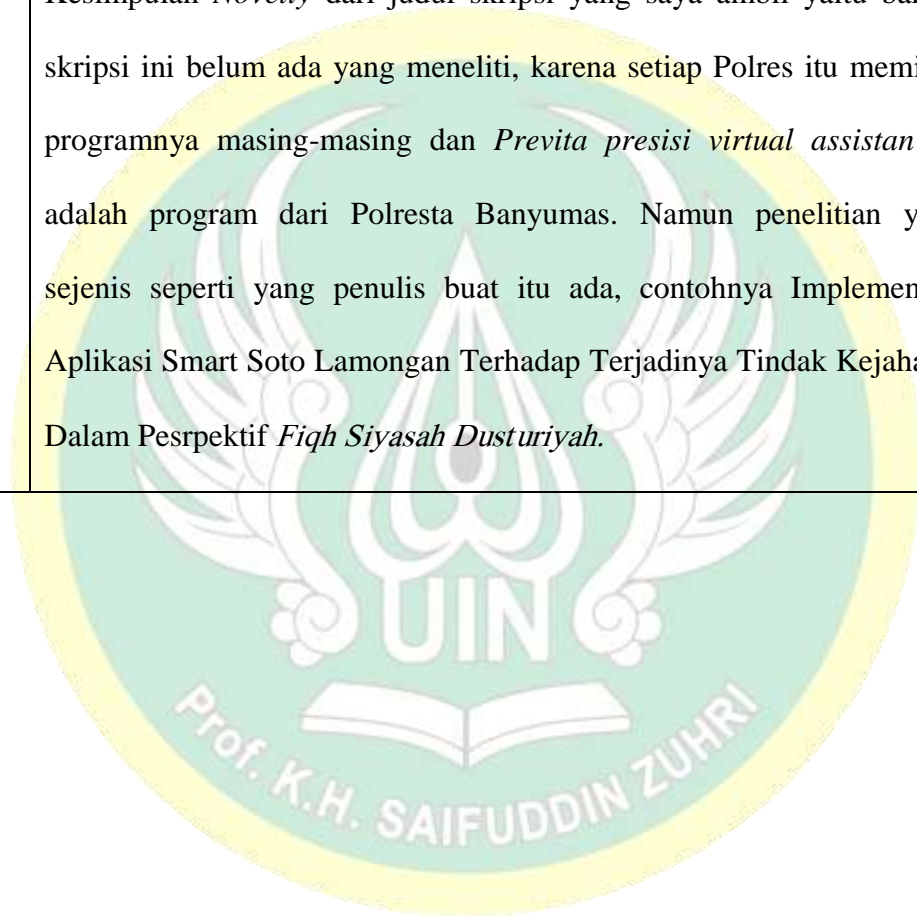 Kesimpulan Novelty dari judul skripsi yang saya ambil yaitu
skripsi ini belum ada yang meneliti, karena setiap Polres itu
programnya masing-masing dan Previta presisi virtual assistan
adalah program dari Polresta Banyumas. Namun penelitian
sejenis seperti yang penulis buat itu ada, contohnya
Aplikasi Smart Soto Lamongan Terhadap Terjadinya Tindak
Dalam Pesrpektif Fiqh Siyasah Dusturiyah.
UIN
Prof. K.H. SAIFUDDIN ZUHRI